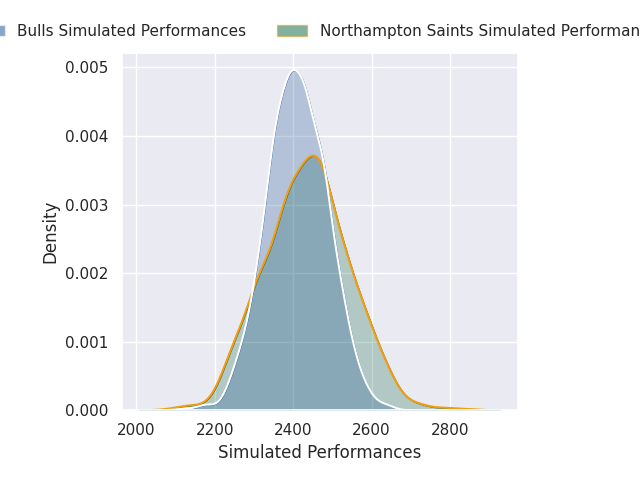 Bulls Simulated Performances
Northampton Saints Simulated Performan
0.005
0.004
0.003
0.002
0.001
0.000
Density
2000 2200 2400 2600 2800
Simulated Performances